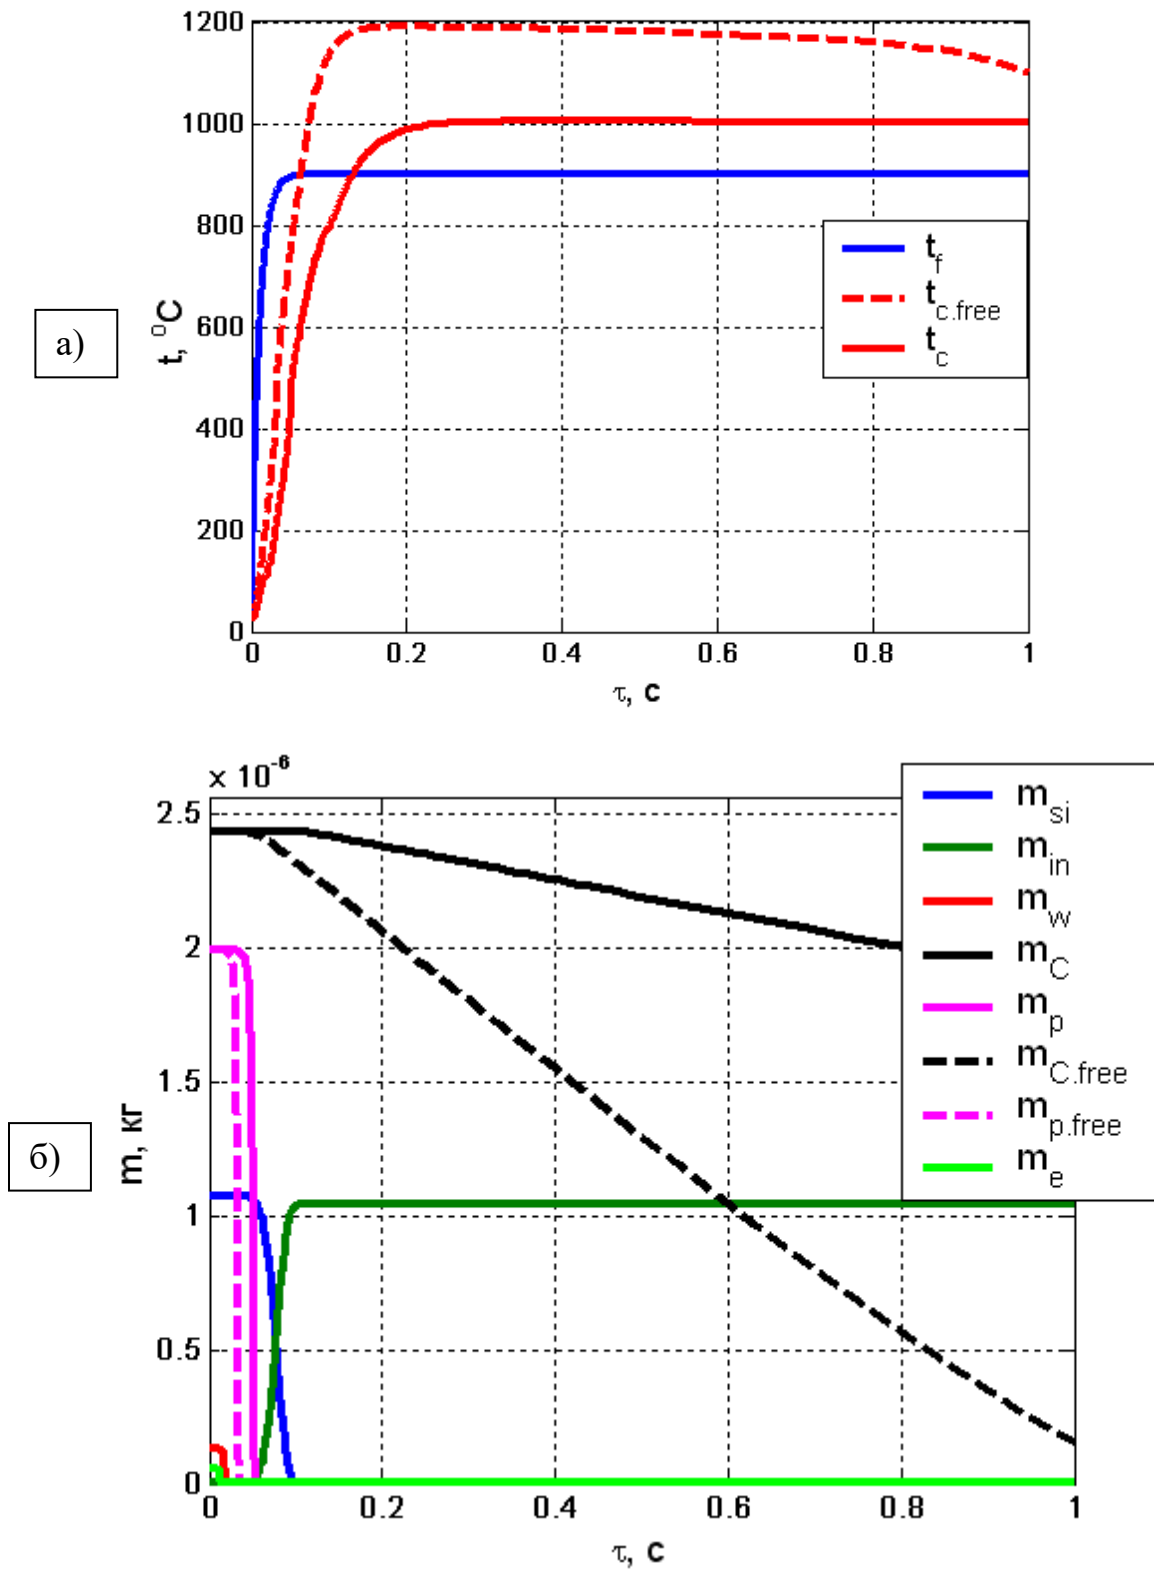 1200
1000
800
600
400
200
0
t, °C
а)
t_f
t_c.free
t_c
0 0.2 0.4 0.6 0.8 1
τ, с
× 10⁻⁶
2.5
2
1.5
1
0.5
0
m, кг
б)
m_si
m_in
m_w
m_C
m_p
m_C.free
m_p.free
m_e
0 0.2 0.4 0.6 0.8 1
τ, с